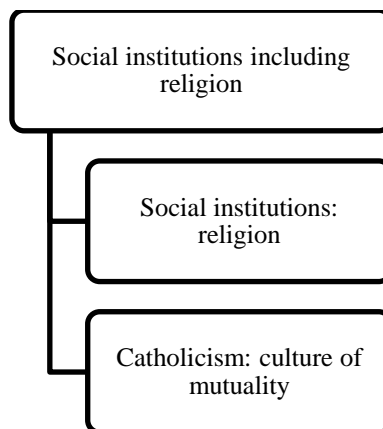 Social institutions including
religion
Social institutions:
religion
Catholicism: culture of
mutuality